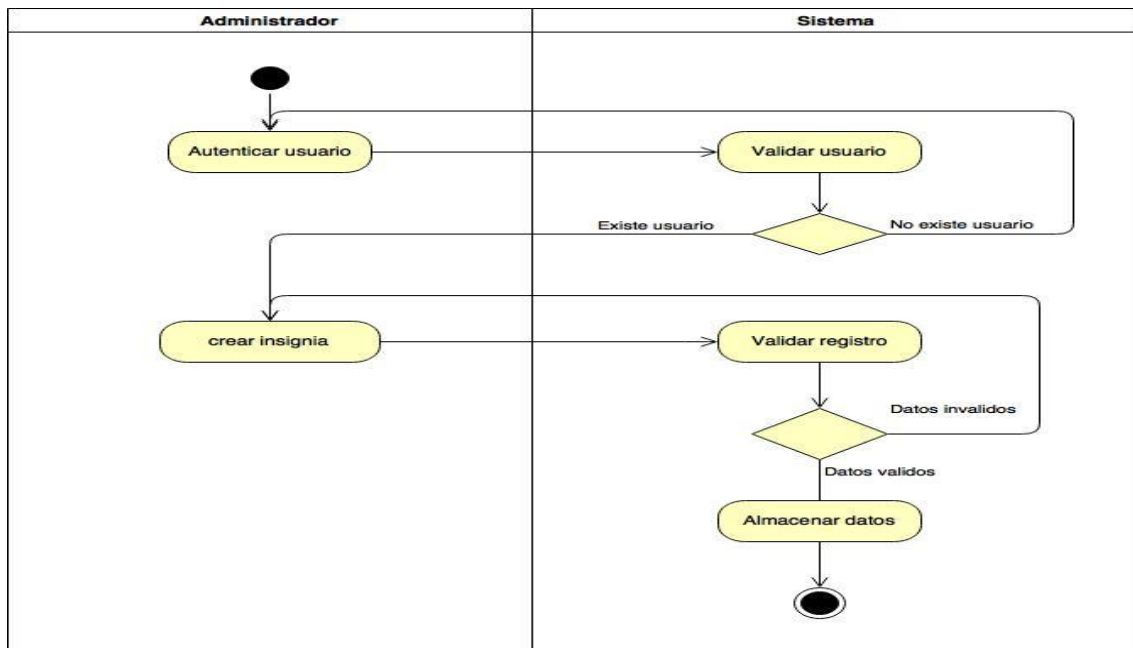 Administrador
Sistema
Autenticar usuario
Validar usuario
Existe usuario
No existe usuario
crear insignia
Validar registro
Datos invalidos
Datos validos
Almacenar datos